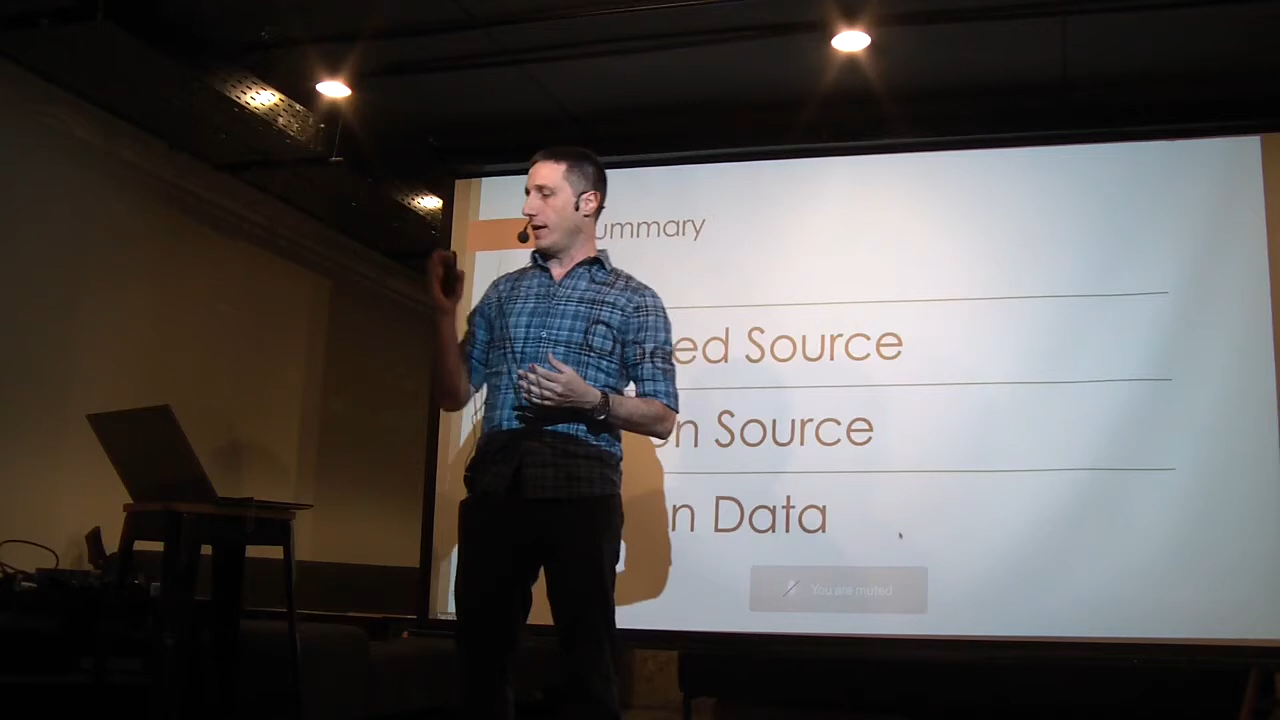 ummary
ed Source
n Source
n Data
You are muted